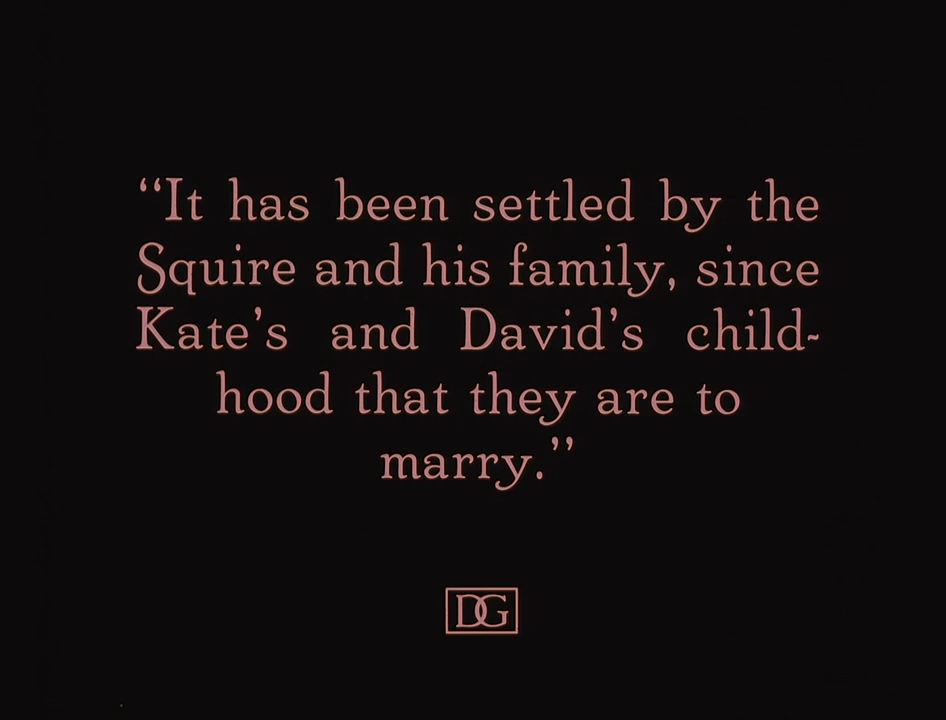 “It has been settled by the
Squire and his family, since
Kate’s and David’s child-
hood that they are to
marry.”
DG